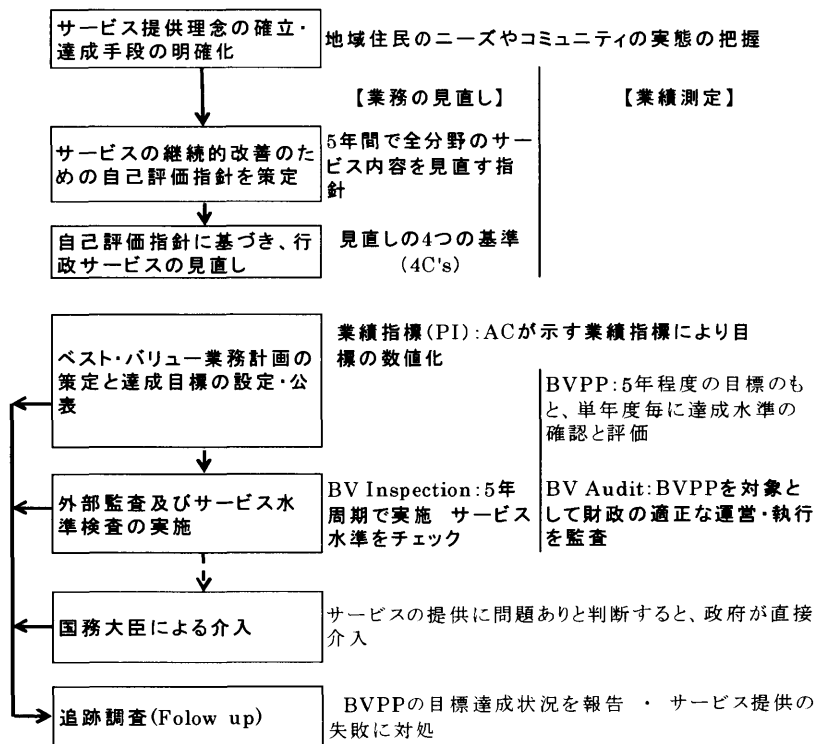 サービス提供理念の確立・
達成手段の明確化
地域住民のニーズやコミュニティの実態の把握
【業務の見直し】
【業績測定】
サービスの継続的改善のた
めの自己評価指針を策定
5年間で全分野のサー
ビス内容を見直す指
針
自己評価指針に基づき、行
政サービスの見直し
見直しの4つの基準
(4C's)
ベスト・バリュー業務計画の
策定と達成目標の設定・公
表
業績指標(PI):ACが示す業績指標により目
標の数値化
BVPP:5年程度の目標のも
と、単年度毎に達成水準の
確認と評価
外部監査及びサービス水
準検査の実施
BV Inspection:5年
周期で実施 サービス
水準をチェック
BV Audit:BVPPを対象と
して財政の適正な運営・執行
を監査
国務大臣による介入
サービスの提供に問題ありと判断すると、政府が直接
介入
追跡調査(Folow up)
BVPPの目標達成状況を報告 ・ サービス提供の
失敗に対処